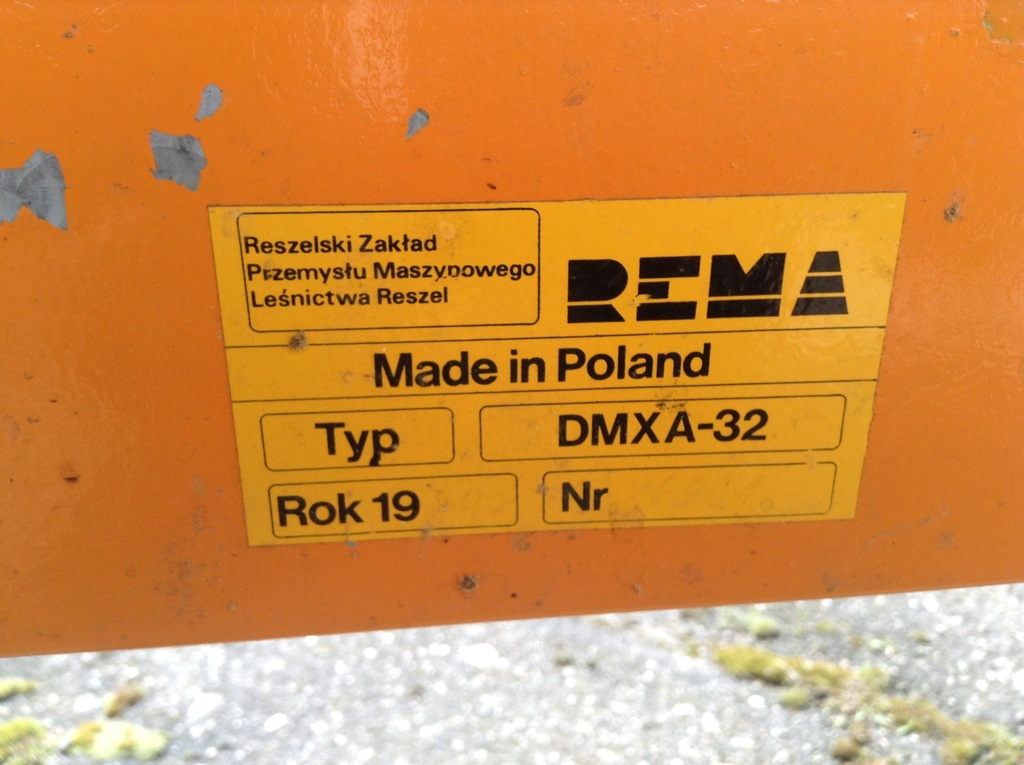 Reszelski Zakład
Przemysłu Maszynowego
Leśnictwa Reszel
REMA
Made in Poland
Typ DMXA-32
Rok 19 Nr